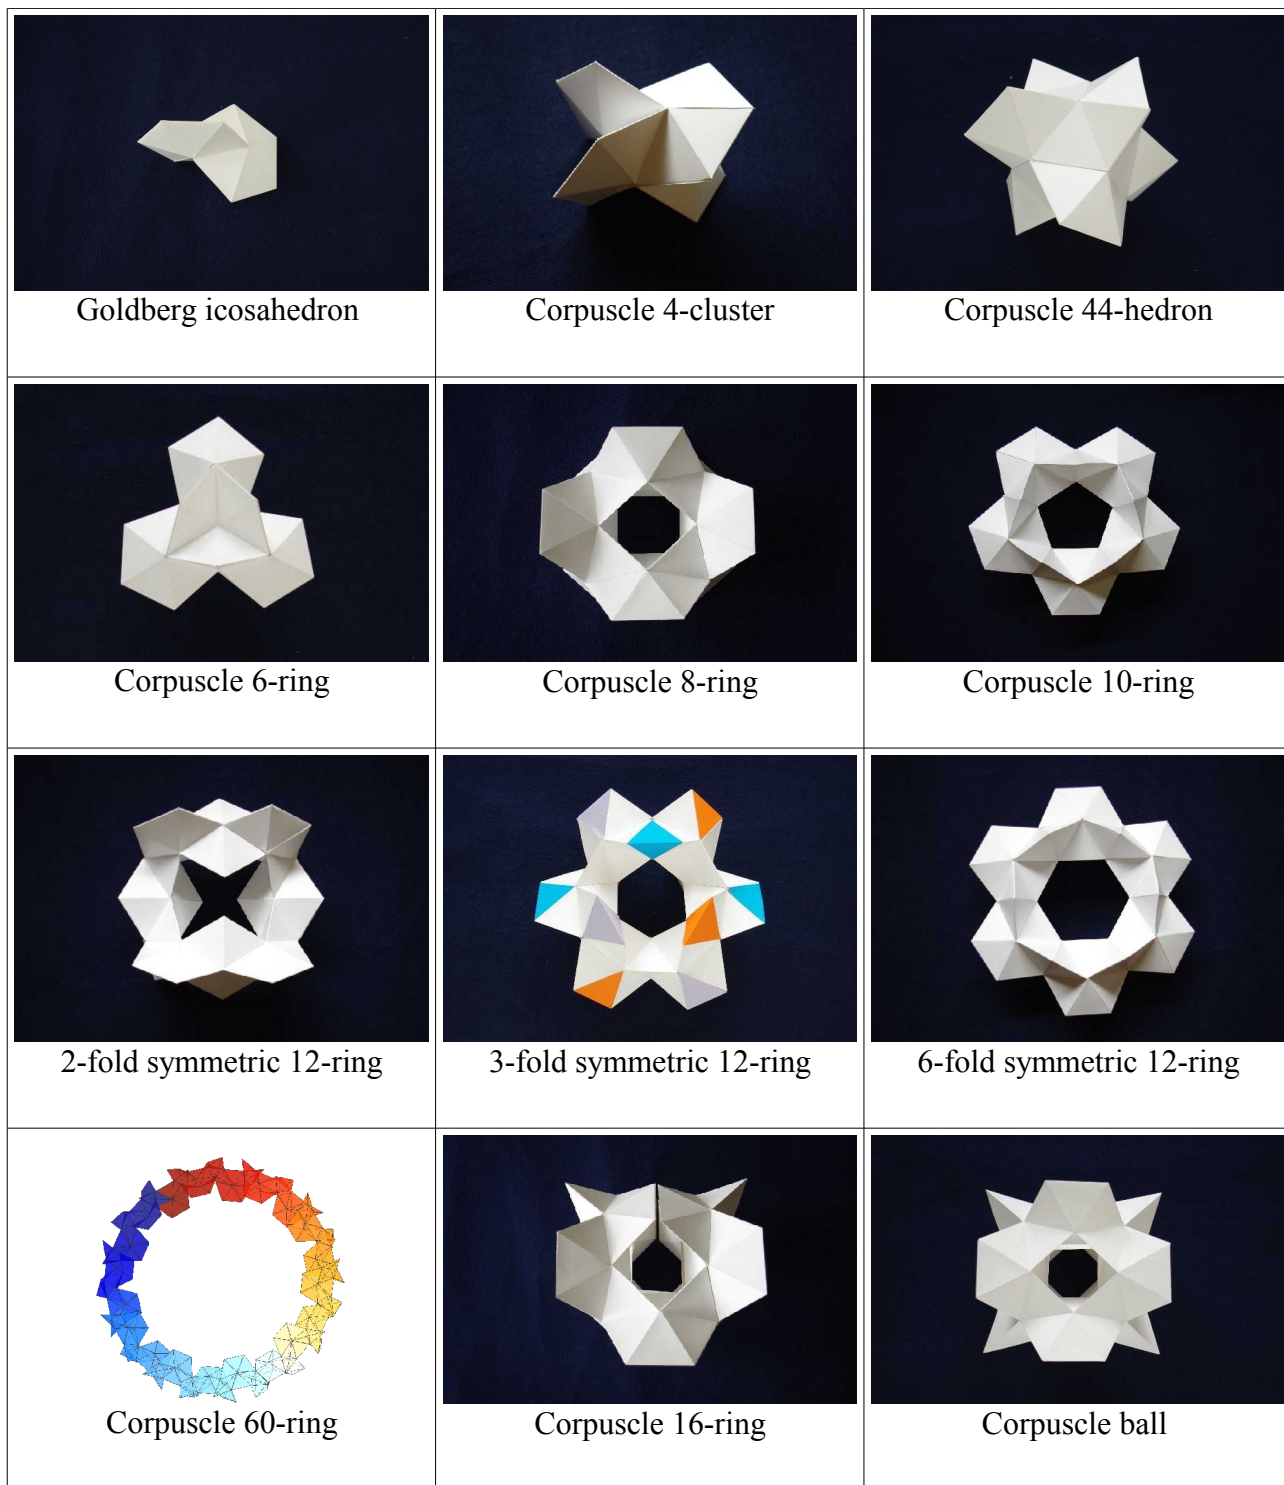 Goldberg icosahedron
Corpuscle 4-cluster
Corpuscle 44-hedron
Corpuscle 6-ring
Corpuscle 8-ring
Corpuscle 10-ring
2-fold symmetric 12-ring
3-fold symmetric 12-ring
6-fold symmetric 12-ring
Corpuscle 60-ring
Corpuscle 16-ring
Corpuscle ball